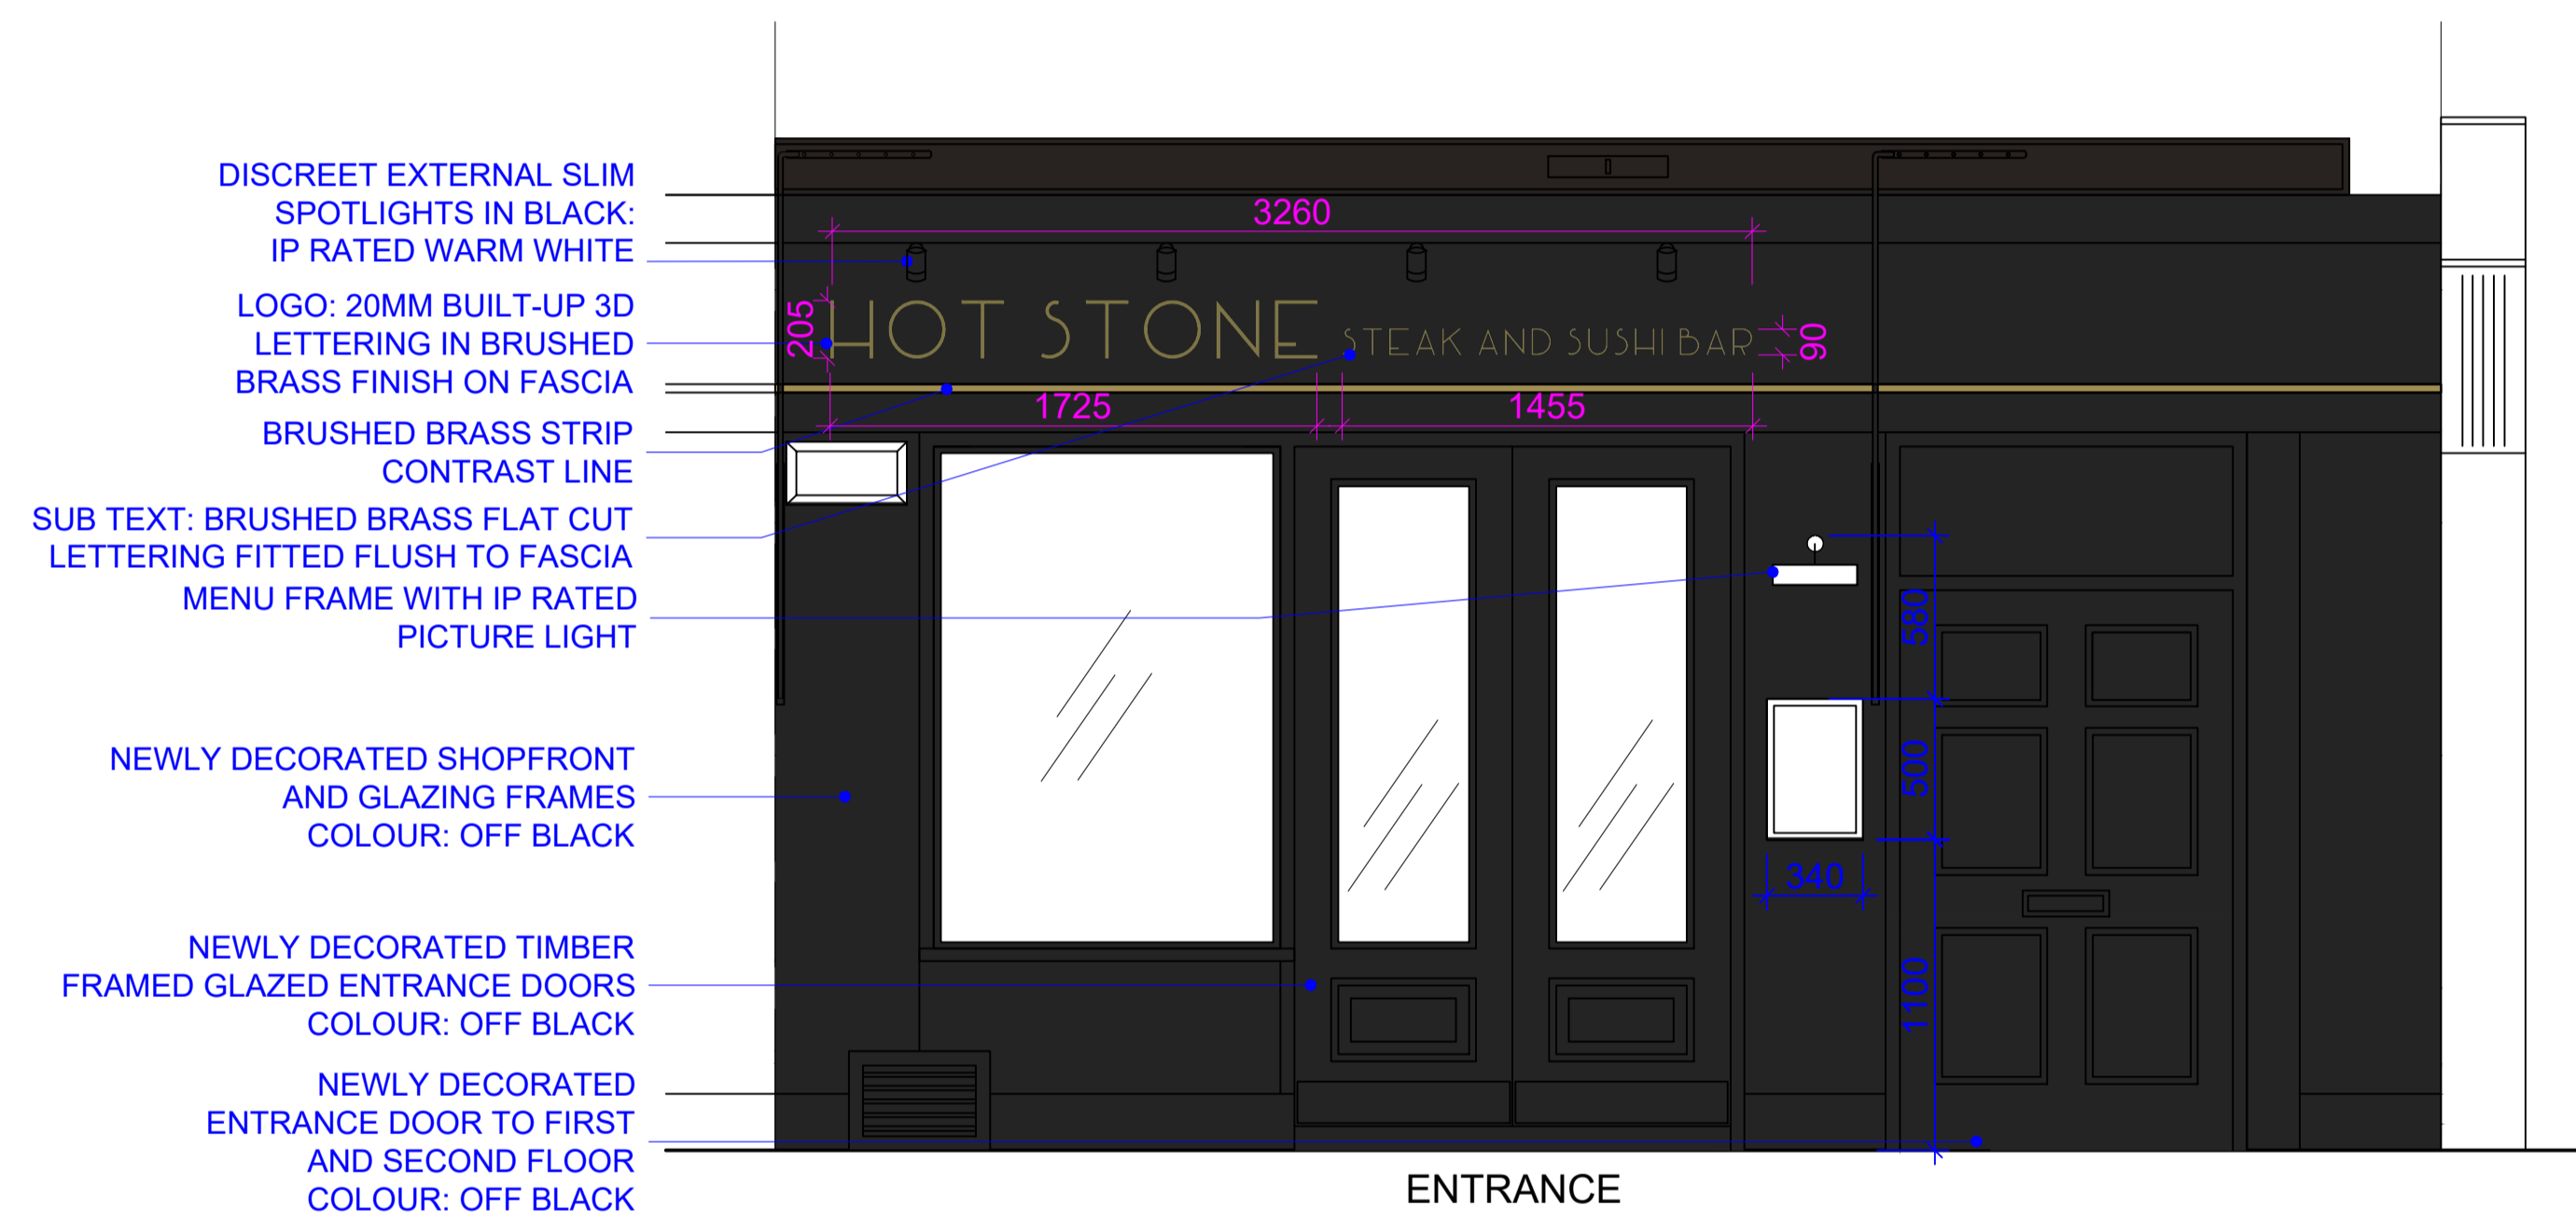 DISCREET EXTERNAL SLIM
SPOTLIGHTS IN BLACK:
IP RATED WARM WHITE
LOGO: 20MM BUILT-UP 3D
LETTERING IN BRUSHED
BRASS FINISH ON FASCIA
BRUSHED BRASS STRIP
CONTRAST LINE
SUB TEXT: BRUSHED BRASS FLAT CUT
LETTERING FITTED FLUSH TO FASCIA
MENU FRAME WITH IP RATED
PICTURE LIGHT
NEWLY DECORATED SHOPFRONT
AND GLAZING FRAMES
COLOUR: OFF BLACK
NEWLY DECORATED TIMBER
FRAMED GLAZED ENTRANCE DOORS
COLOUR: OFF BLACK
NEWLY DECORATED
ENTRANCE DOOR TO FIRST
AND SECOND FLOOR
COLOUR: OFF BLACK
3260
205
HOT STONE
STEAK AND SUSHI BAR
90
1725
1455
580
500
340
1100
ENTRANCE